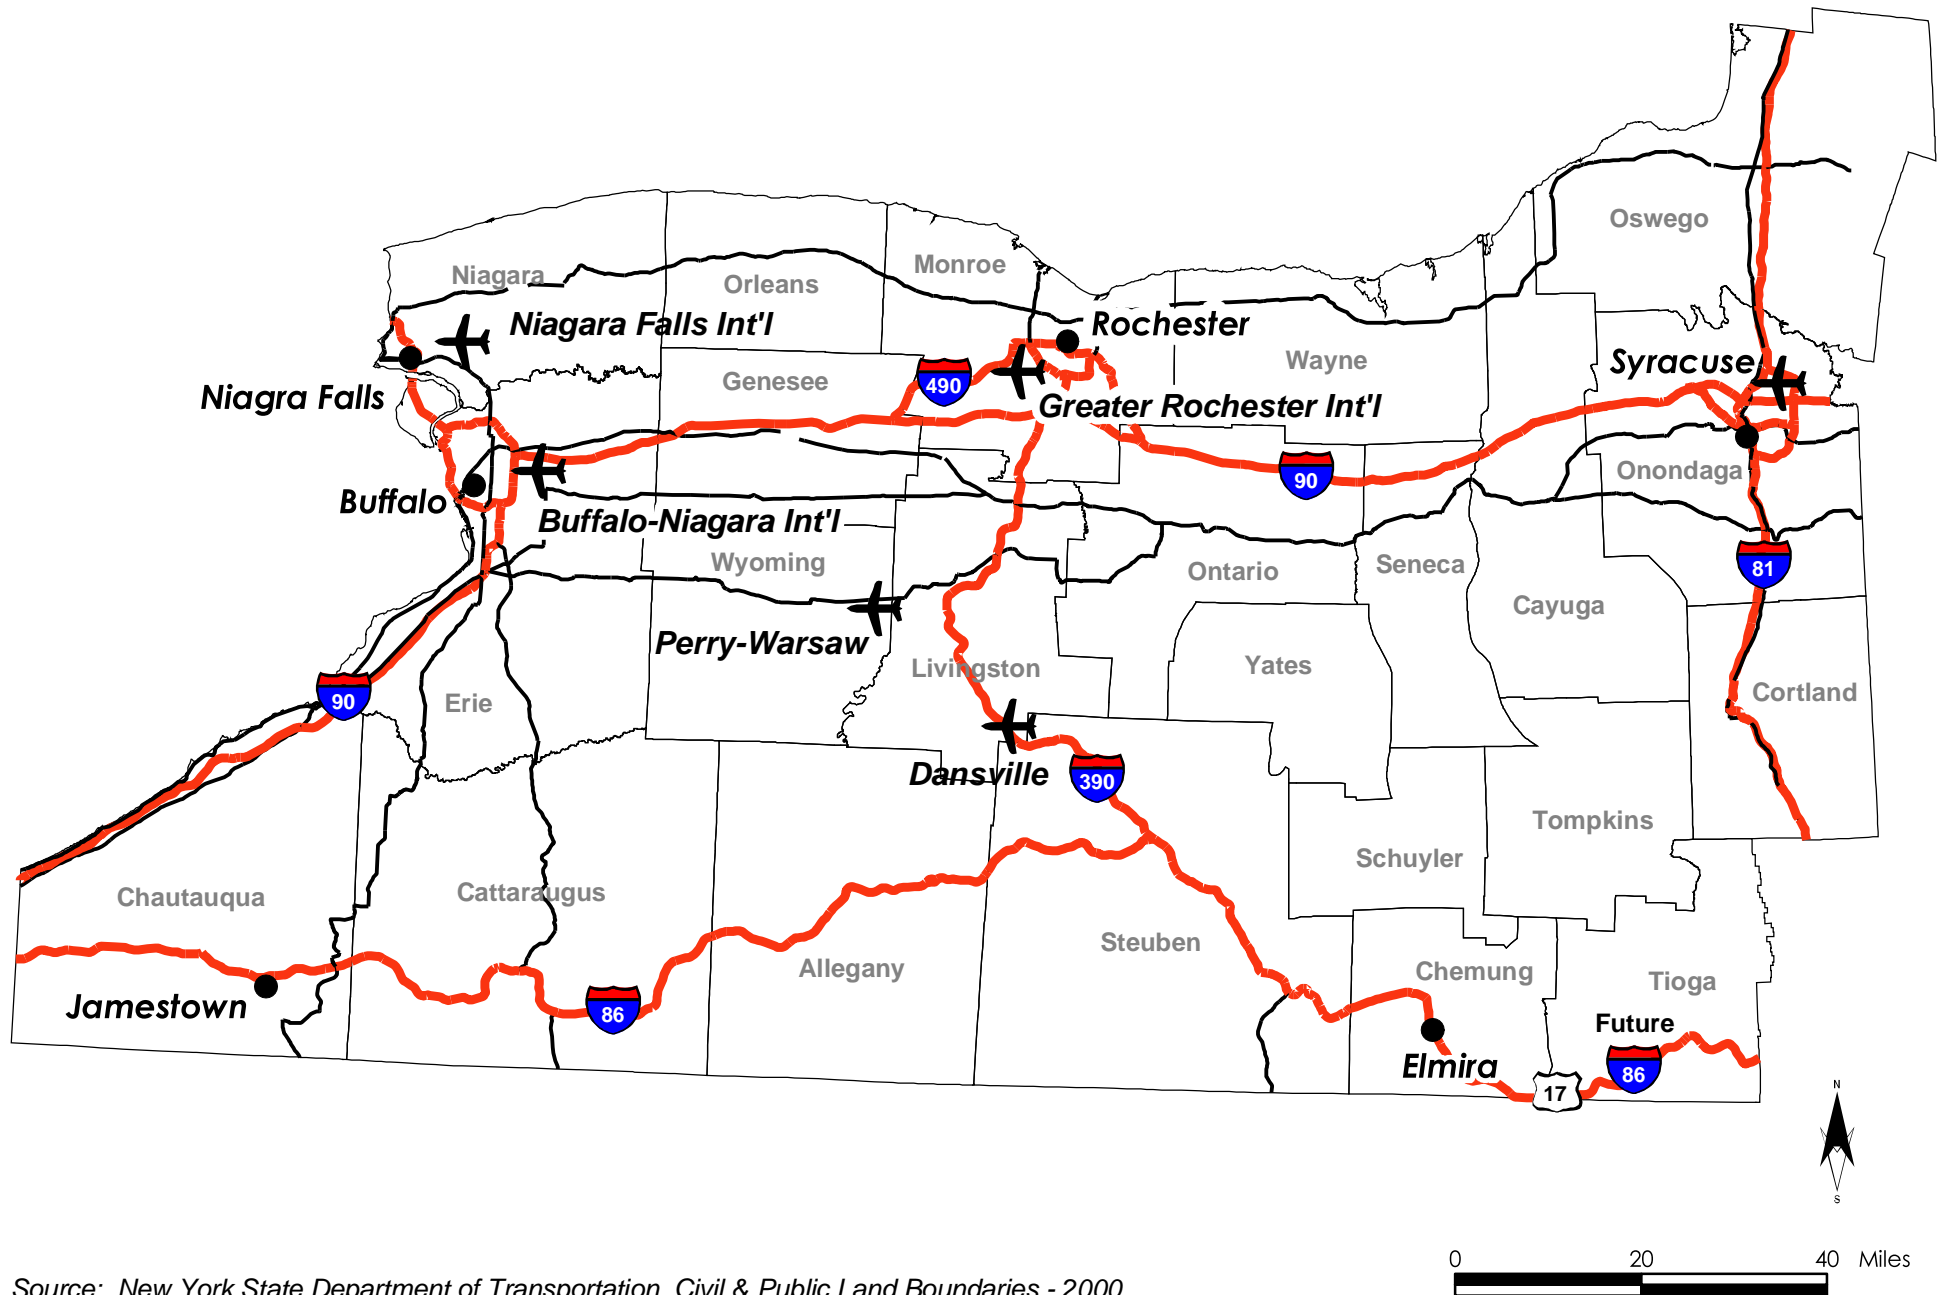 Oswego
Niagara
Orleans
Monroe
Niagara Falls Int'l
Rochester
Wayne
Syracuse
Genesee
490
Niagra Falls
Greater Rochester Int'l
Onondaga
90
Buffalo
Buffalo-Niagara Int'l
Wyoming
Ontario
Seneca
81
Cayuga
Perry-Warsaw
Livingston
Yates
90
Erie
Cortland
Dansville
390
Tompkins
Schuyler
Chautauqua
Cattaraugus
Steuben
Allegany
Chemung
Tioga
Jamestown
86
Future
Elmira
86
17
N
S
0 20 40 Miles
Source: New York State Department of Transportation, Civil & Public Land Boundaries - 2000